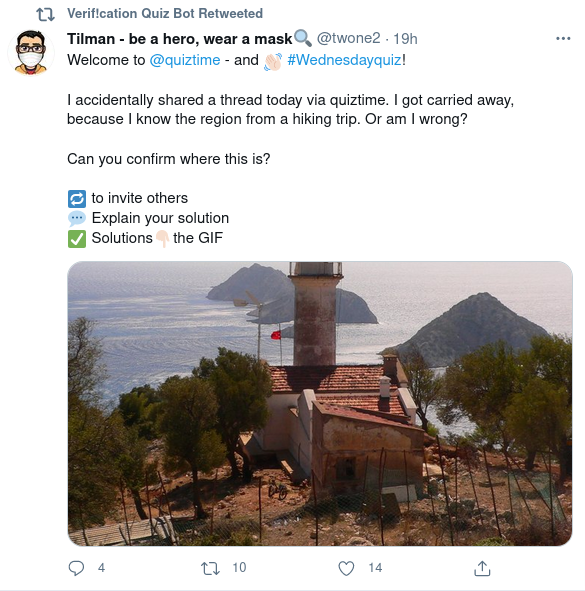 Verif!cation Quiz Bot Retweeted
Tilman - be a hero, wear a mask🔍 @twone2 · 19h
Welcome to @quiztime - and 👋🏻 #Wednesdayquiz!
I accidentally shared a thread today via quiztime. I got carried away,
because I know the region from a hiking trip. Or am I wrong?
Can you confirm where this is?
🔁 to invite others
💬 Explain your solution
✅ Solutions👇🏻the GIF
4 10 14